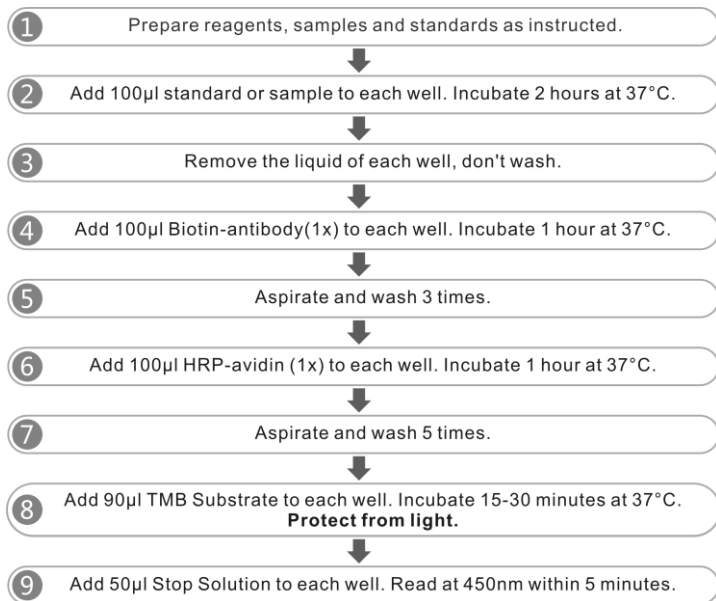 1 Prepare reagents, samples and standards as instructed.
2 Add 100μl standard or sample to each well. Incubate 2 hours at 37°C.
3 Remove the liquid of each well, don't wash.
4 Add 100μl Biotin-antibody(1x) to each well. Incubate 1 hour at 37°C.
5 Aspirate and wash 3 times.
6 Add 100μl HRP-avidin (1x) to each well. Incubate 1 hour at 37°C.
7 Aspirate and wash 5 times.
8 Add 90μl TMB Substrate to each well. Incubate 15-30 minutes at 37°C.
Protect from light.
9 Add 50μl Stop Solution to each well. Read at 450nm within 5 minutes.